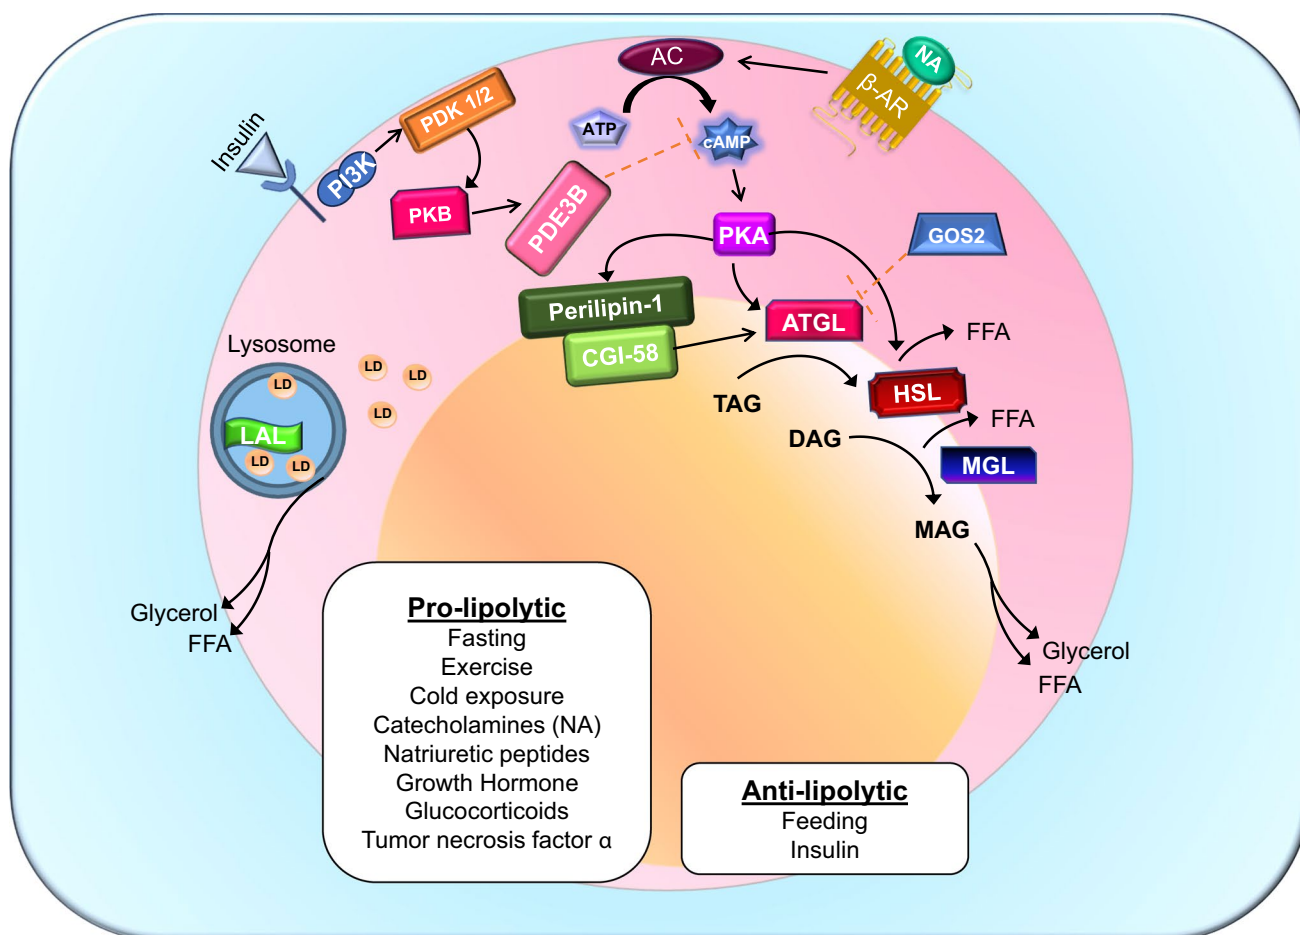 AC
NA
β-AR
PDK 1/2
Insulin
ATP
cAMP
PI3K
PKB
PDE3B
PKA
GOS2
Perilipin-1
ATGL
CGI-58
FFA
Lysosome
LD
LD
LD
LD
TAG
HSL
FFA
LAL
DAG
LD
LD
MGL
MAG
Glycerol
FFA
Glycerol
FFA
Pro-lipolytic
Fasting
Exercise
Cold exposure
Catecholamines (NA)
Natriuretic peptides
Growth Hormone
Glucocorticoids
Tumor necrosis factor α
Anti-lipolytic
Feeding
Insulin